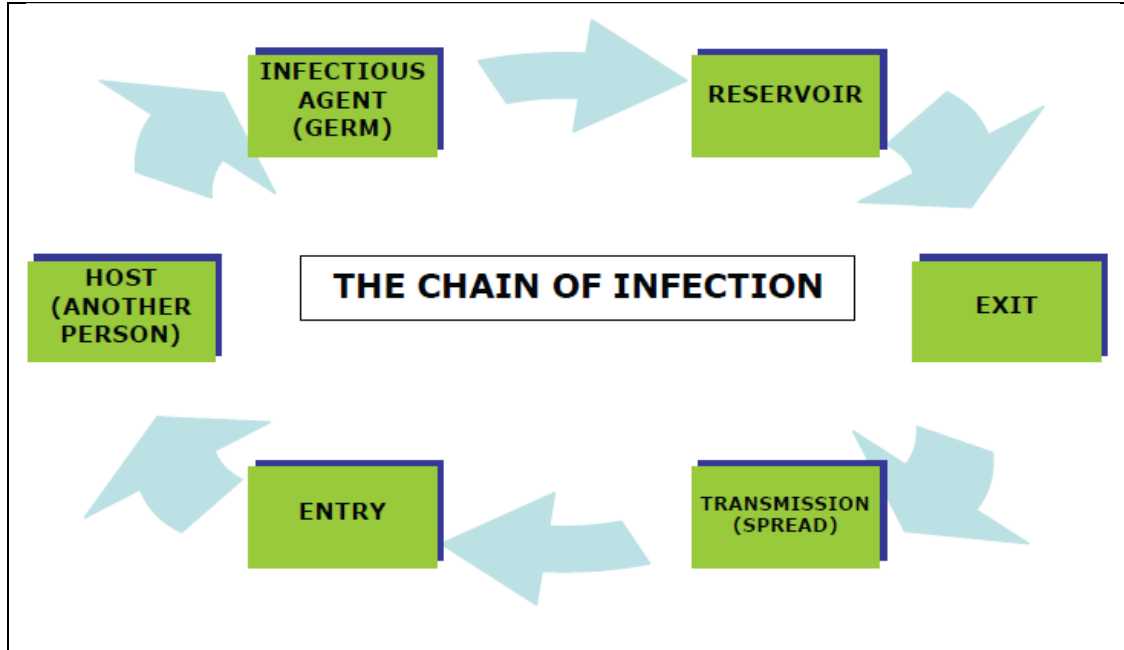 INFECTIOUS
AGENT
(GERM)
RESERVOIR
HOST
(ANOTHER
PERSON)
THE CHAIN OF INFECTION
EXIT
ENTRY
TRANSMISSION
(SPREAD)